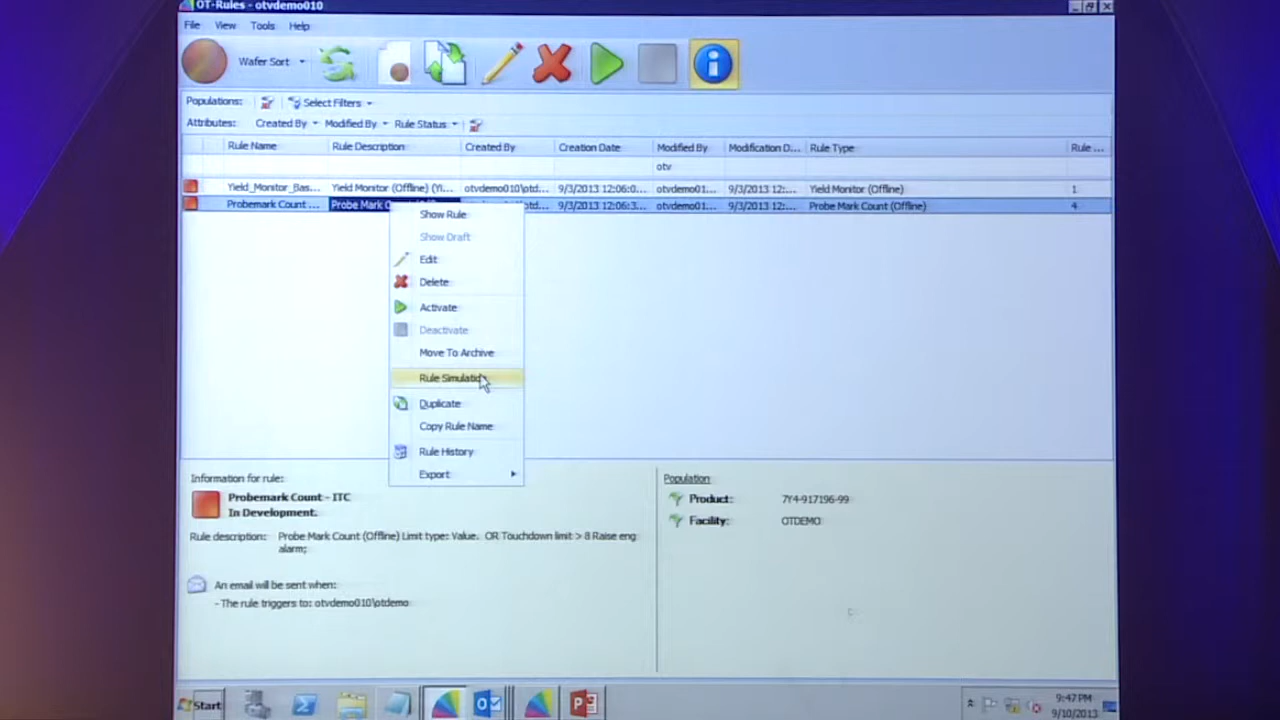 OT-Rules - otvdemo010
File View Tools Help
Wafer Sort
Populations: Select Filters
Attributes: Created By Modified By Rule Status
Rule Name Rule Description Created By Creation Date Modified By Modification D... Rule Type Rule ...
otv
Yield_Monitor_Bas... Yield Monitor (Offline) (Yi... otvdemo010\otd... 9/3/2013 12:06:0... otvdemo01... 9/3/2013 12:... Yield Monitor (Offline) 1
Probemark Count ... Probe Mark 9/3/2013 12:06:3... otvdemo01... 9/3/2013 12:... Probe Mark Count (Offline) 4
Show Rule
Show Draft
Edit
Delete
Activate
Deactivate
Move To Archive
Rule Simulation
Duplicate
Copy Rule Name
Rule History
Export
Information for rule:
Probemark Count - ITC
In Development.
Rule description: Probe Mark Count (Offline) Limit type: Value. OR Touchdown limit > 8 Raise eng
alarm;
An email will be sent when:
- The rule triggers to: otvdemo010\otdemo
Population
Product: 7Y4-917196-99
Facility: OTDEMO
Start
9:47 PM
9/10/2013